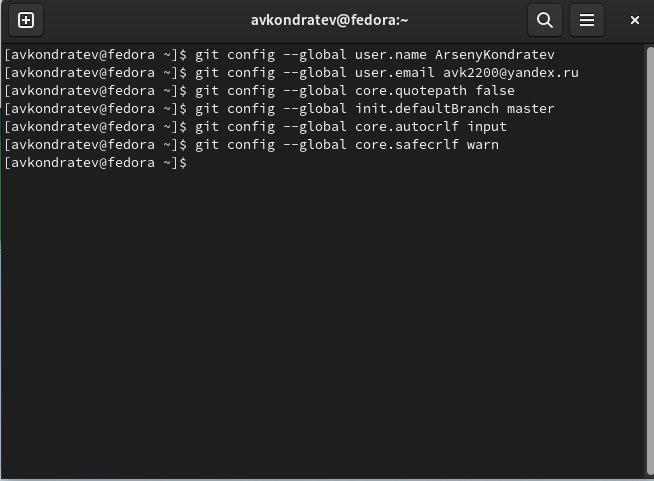 avkondratev@fedora:~
[avkondratev@fedora ~]$ git config --global user.name ArsenyKondratev
[avkondratev@fedora ~]$ git config --global user.email avk2200@yandex.ru
[avkondratev@fedora ~]$ git config --global core.quotepath false
[avkondratev@fedora ~]$ git config --global init.defaultBranch master
[avkondratev@fedora ~]$ git config --global core.autocrlf input
[avkondratev@fedora ~]$ git config --global core.safecrlf warn
[avkondratev@fedora ~]$